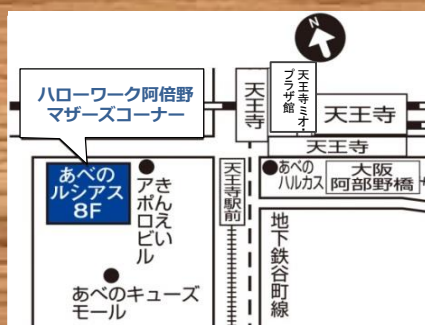 N
ハローワーク阿倍野
マザーズコーナー
天王寺
天王寺ミオ・
プラザ館
天王寺
天王寺
あべの
ルシアス
8F
きんえい
アポロビル
天王寺駅前
あべの
ハルカス
大阪
阿部野橋
地下鉄谷町線
あべのキューズ
モール